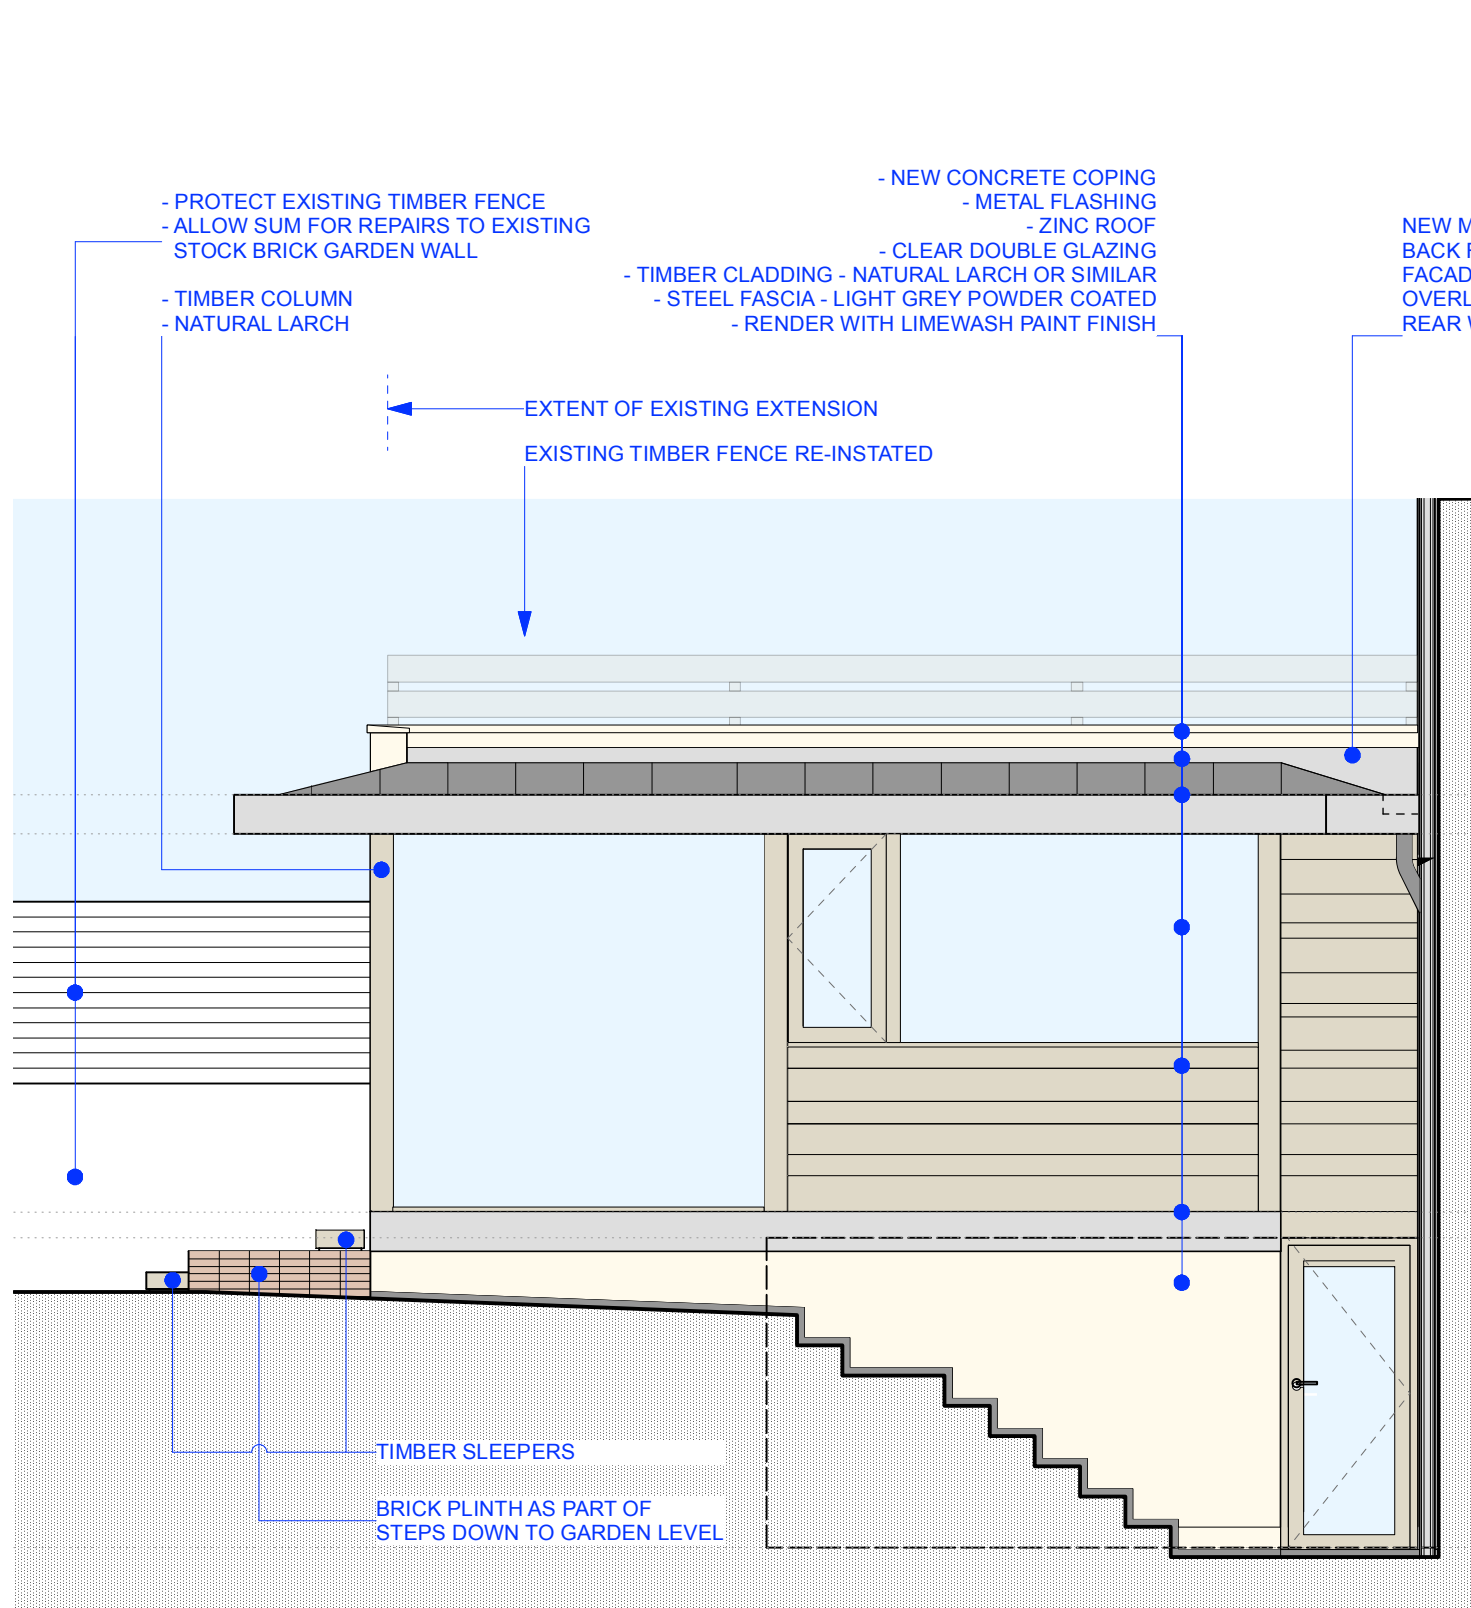 - PROTECT EXISTING TIMBER FENCE
- ALLOW SUM FOR REPAIRS TO EXISTING
STOCK BRICK GARDEN WALL
- TIMBER COLUMN
- NATURAL LARCH
- NEW CONCRETE COPING
- METAL FLASHING
- ZINC ROOF
- CLEAR DOUBLE GLAZING
- TIMBER CLADDING - NATURAL LARCH OR SIMILAR
- STEEL FASCIA - LIGHT GREY POWDER COATED
- RENDER WITH LIMEWASH PAINT FINISH
NEW
BACK
FACAD
OVERL
REAR
EXTENT OF EXISTING EXTENSION
EXISTING TIMBER FENCE RE-INSTATED
TIMBER SLEEPERS
BRICK PLINTH AS PART OF
STEPS DOWN TO GARDEN LEVEL